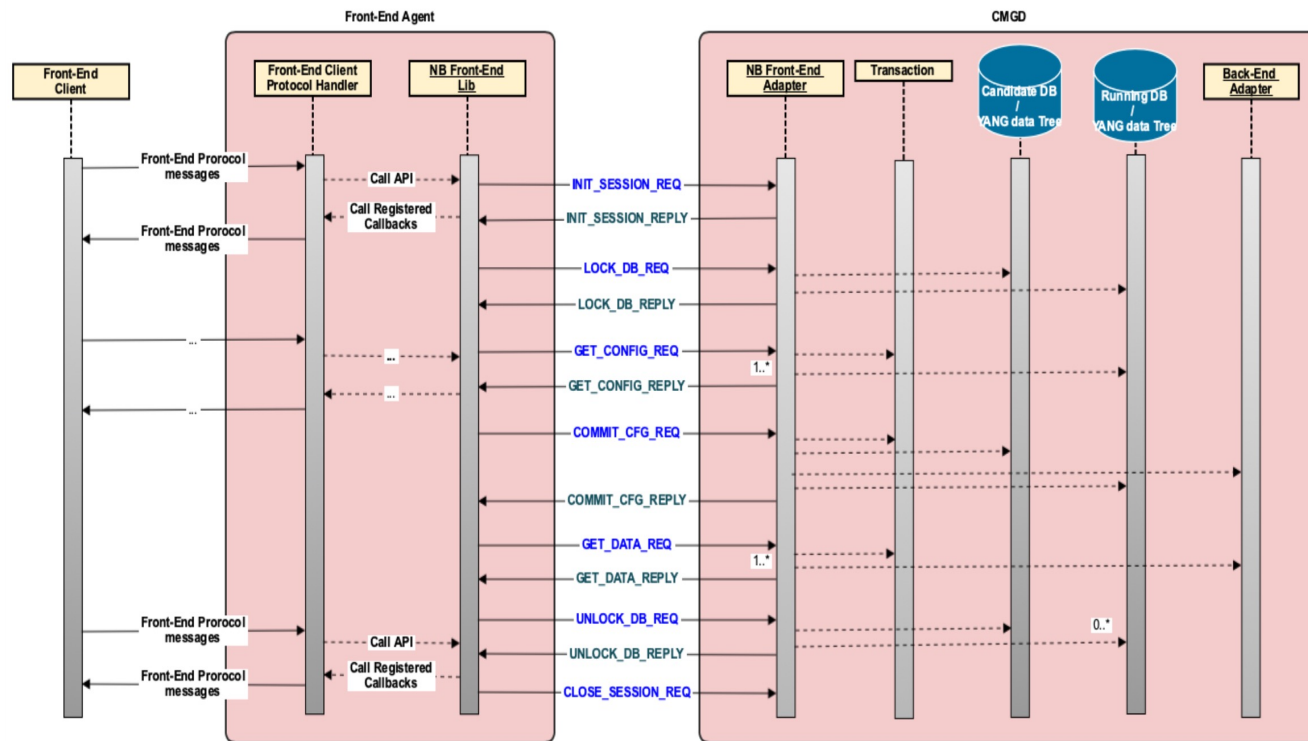 Front-End Agent
CMGD
Front-End
Client
Front-End Client
Protocol Handler
NB Front-End
Lib
NB Front-End
Adapter
Transaction
Candidate DB
/
YANG data Tree
Running DB
/
YANG data Tree
Back-End
Adapter
Front-End Prorocol
messages
Call API
INIT_SESSION_REQ
Call Registered
Callbacks
INIT_SESSION_REPLY
Front-End Prorocol
messages
LOCK_DB_REQ
LOCK_DB_REPLY
...
...
GET_CONFIG_REQ
1..*
GET_CONFIG_REPLY
...
...
COMMIT_CFG_REQ
COMMIT_CFG_REPLY
GET_DATA_REQ
1..*
GET_DATA_REPLY
Front-End Prorocol
messages
UNLOCK_DB_REQ
0..*
Call API
UNLOCK_DB_REPLY
Call Registered
Callbacks
Front-End Prorocol
messages
CLOSE_SESSION_REQ